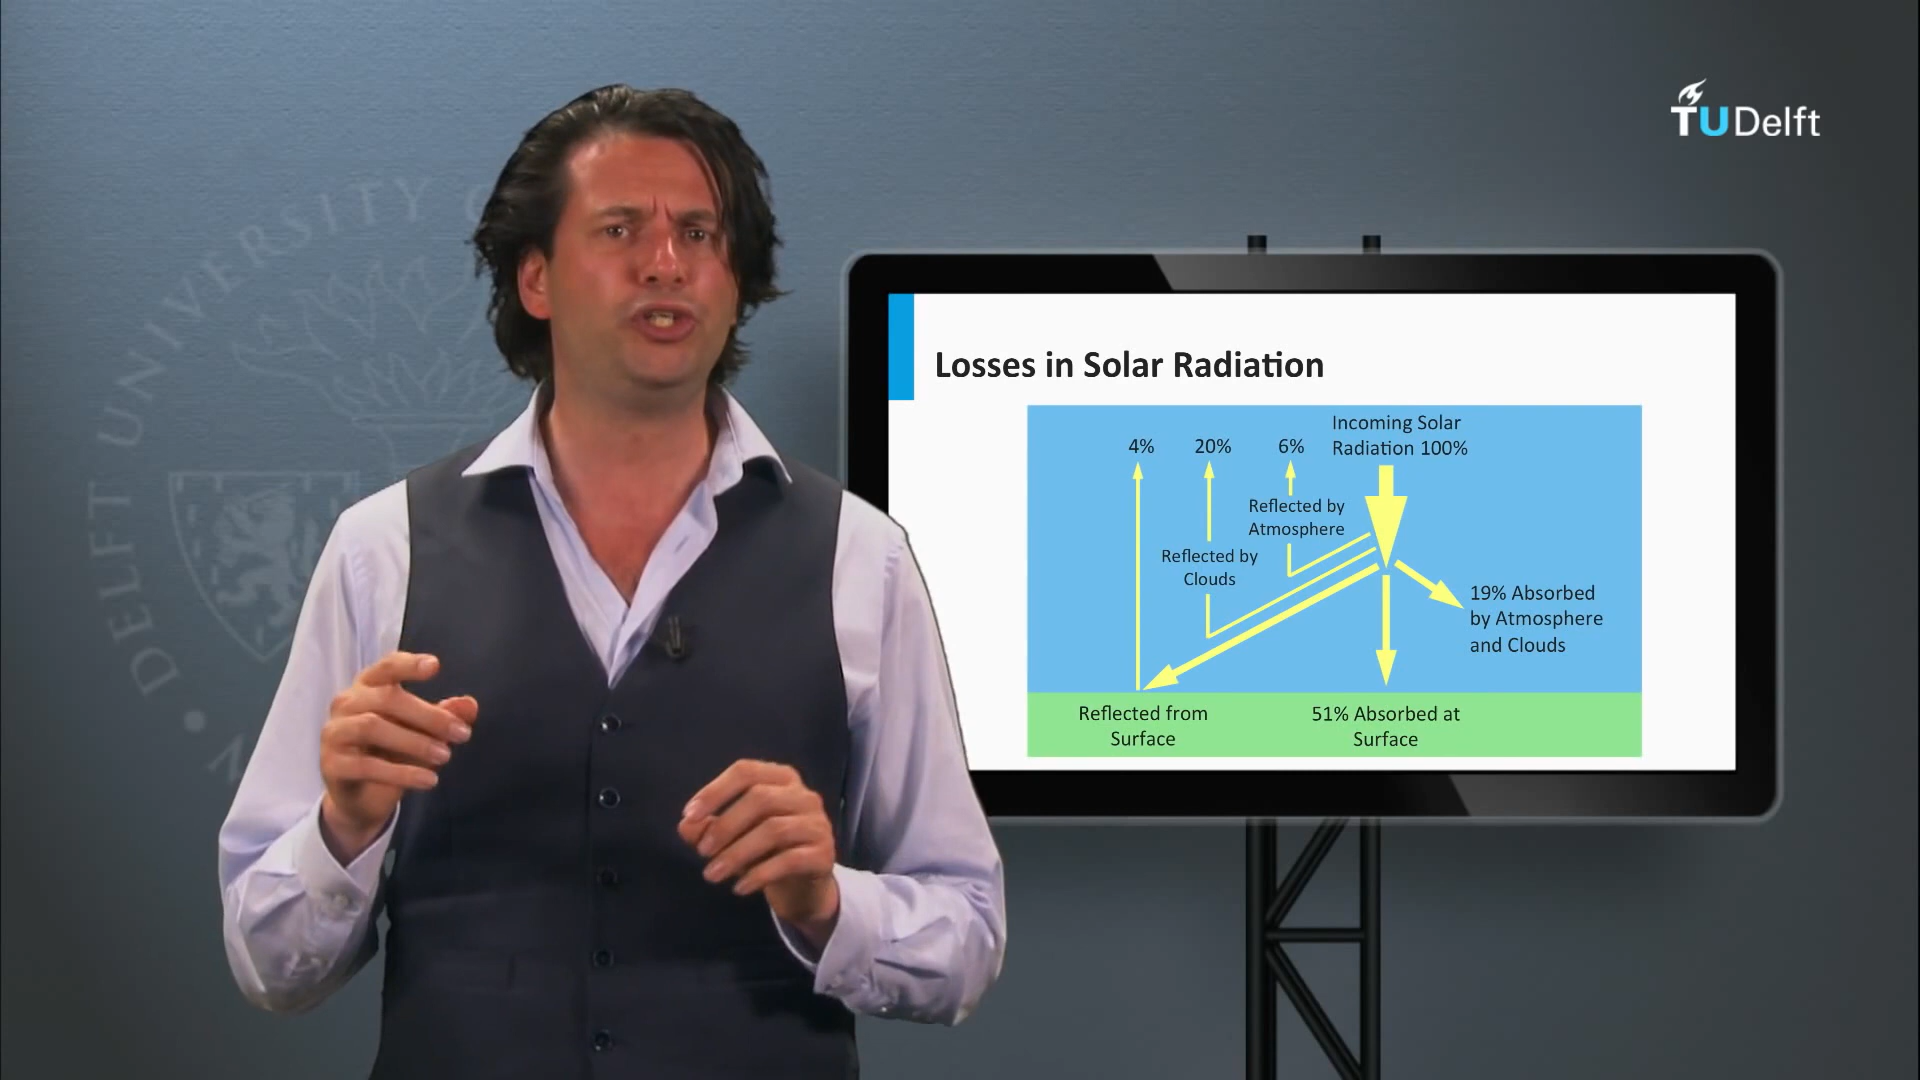 TU Delft
DELFT UNIVERSITY
Losses in Solar Radiation
4%
20%
6%
Incoming Solar
Radiation 100%
Reflected by
Atmosphere
Reflected by
Clouds
19% Absorbed
by Atmosphere
and Clouds
Reflected from
Surface
51% Absorbed at
Surface